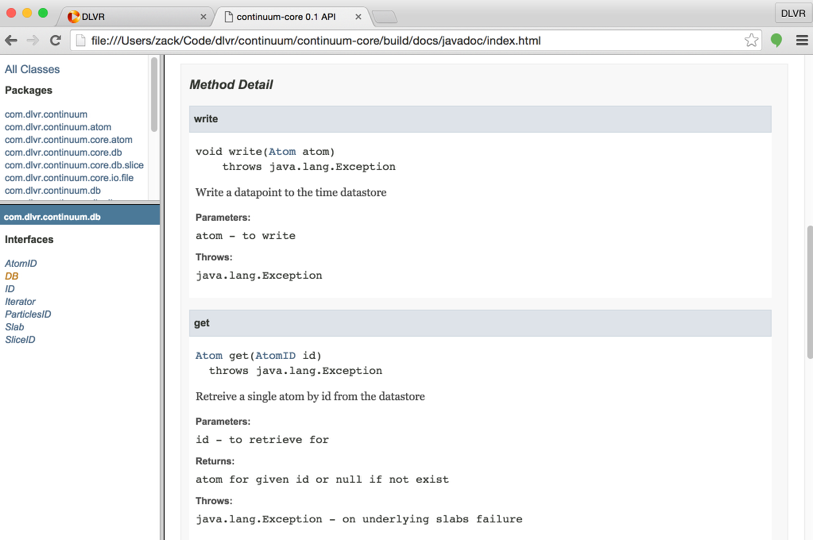 DLVR
continuum-core 0.1 API
DLVR
file:///Users/zack/Code/dlvr/continuum/continuum-core/build/docs/javadoc/index.html
All Classes
Packages
com.dlvr.continuum
com.dlvr.continuum.atom
com.dlvr.continuum.core.atom
com.dlvr.continuum.core.db
com.dlvr.continuum.core.db.slice
com.dlvr.continuum.core.io.file
com.dlvr.continuum.db
com.dlvr.continuum.db
Interfaces
AtomID
DB
ID
Iterator
ParticlesID
Slab
SliceID
Method Detail
write
void write(Atom atom)
throws java.lang.Exception
Write a datapoint to the time datastore
Parameters:
atom - to write
Throws:
java.lang.Exception
get
Atom get(AtomID id)
throws java.lang.Exception
Retreive a single atom by id from the datastore
Parameters:
id - to retrieve for
Returns:
atom for given id or null if not exist
Throws:
java.lang.Exception - on underlying slabs failure